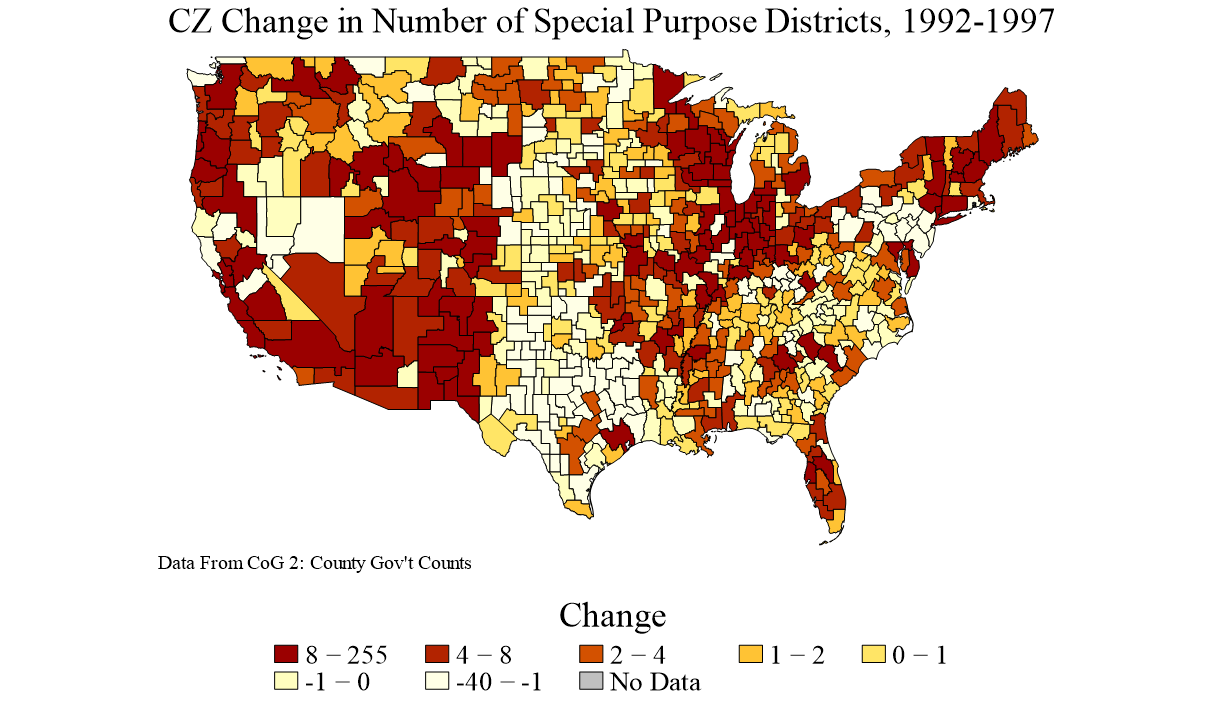 CZ Change in Number of Special Purpose Districts, 1992-1997
Data From CoG 2: County Gov't Counts
Change
8 – 255 4 – 8 2 – 4 1 – 2 0 – 1
-1 – 0 -40 – -1 No Data